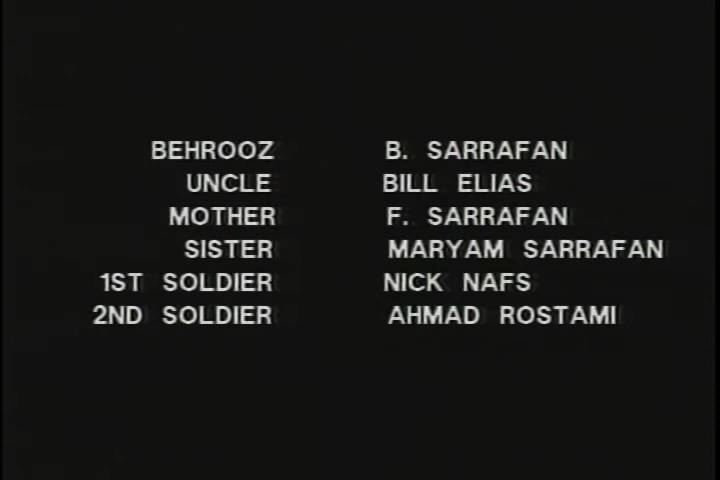 BEHROOZ B. SARRAFAN
UNCLE BILL ELIAS
MOTHER F. SARRAFAN
SISTER MARYAM SARRAFAN
1ST SOLDIER NICK NAFS
2ND SOLDIER AHMAD ROSTAMI